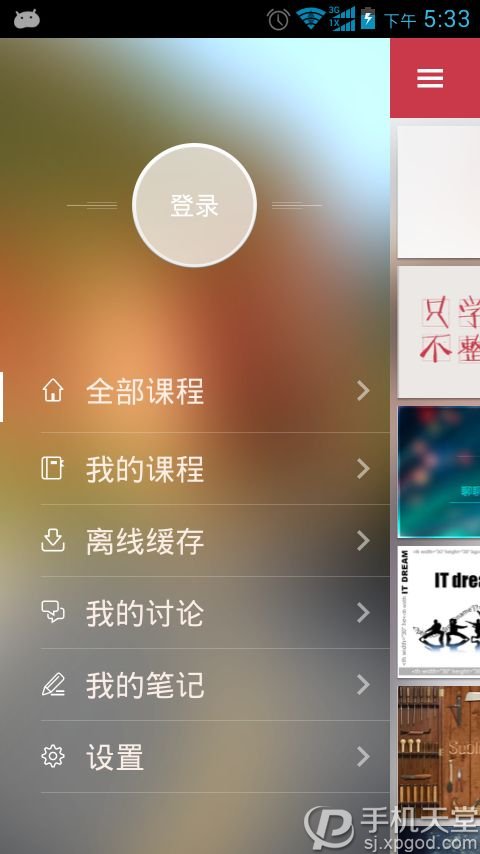 3G
1X
下午 5:33
登录
全部课程
我的课程
离线缓存
我的讨论
我的笔记
设置
只学
不整
IT DREAM
IT drea
手机天堂
sj.xpgod.com